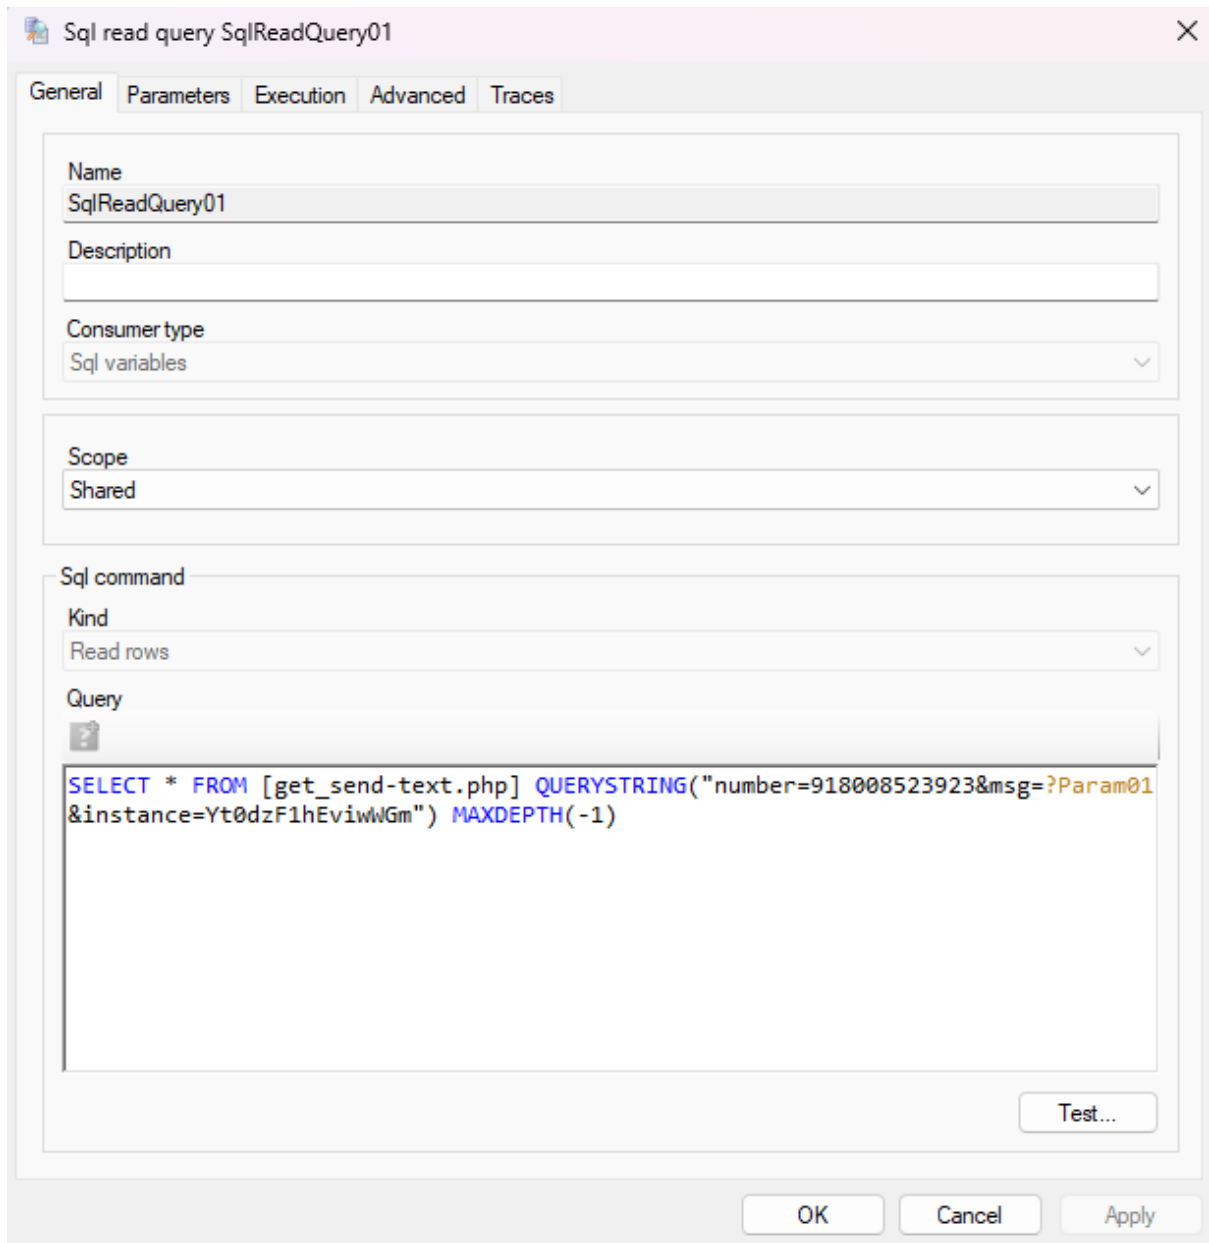 Sql read query SqlReadQuery01
General Parameters Execution Advanced Traces
Name
SqlReadQuery01
Description
Consumer type
Sql variables
Scope
Shared
Sql command
Kind
Read rows
Query
SELECT * FROM [get_send-text.php] QUERYSTRING("number=918008523923&msg=?Param01
&instance=Yt0dzF1hEviwWGm") MAXDEPTH(-1)
Test...
OK Cancel Apply